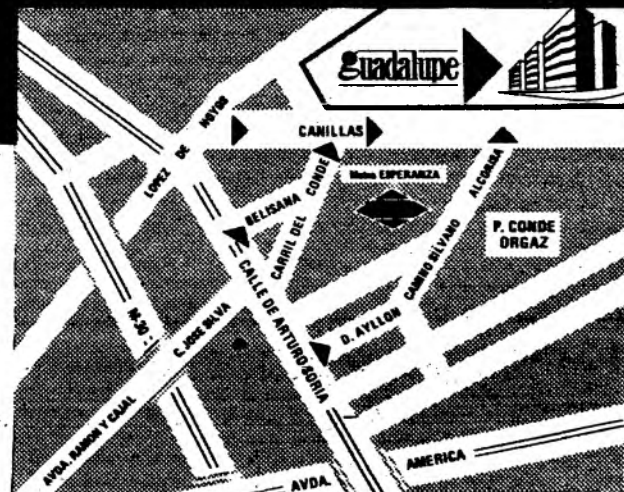 guadalupe
LOPEZ DE HOYOS
CANILLAS
Metro ESPERANZA
BELISANA
CARRIL DEL CONDE
ALCORISA
CAMINO SILVANO
P. CONDE
ORGAZ
M-30
C. JOSE SILVA
CALLE DE ARTURO SORIA
D. AYLLON
AVDA. RAMON Y CAJAL
AVDA. AMERICA